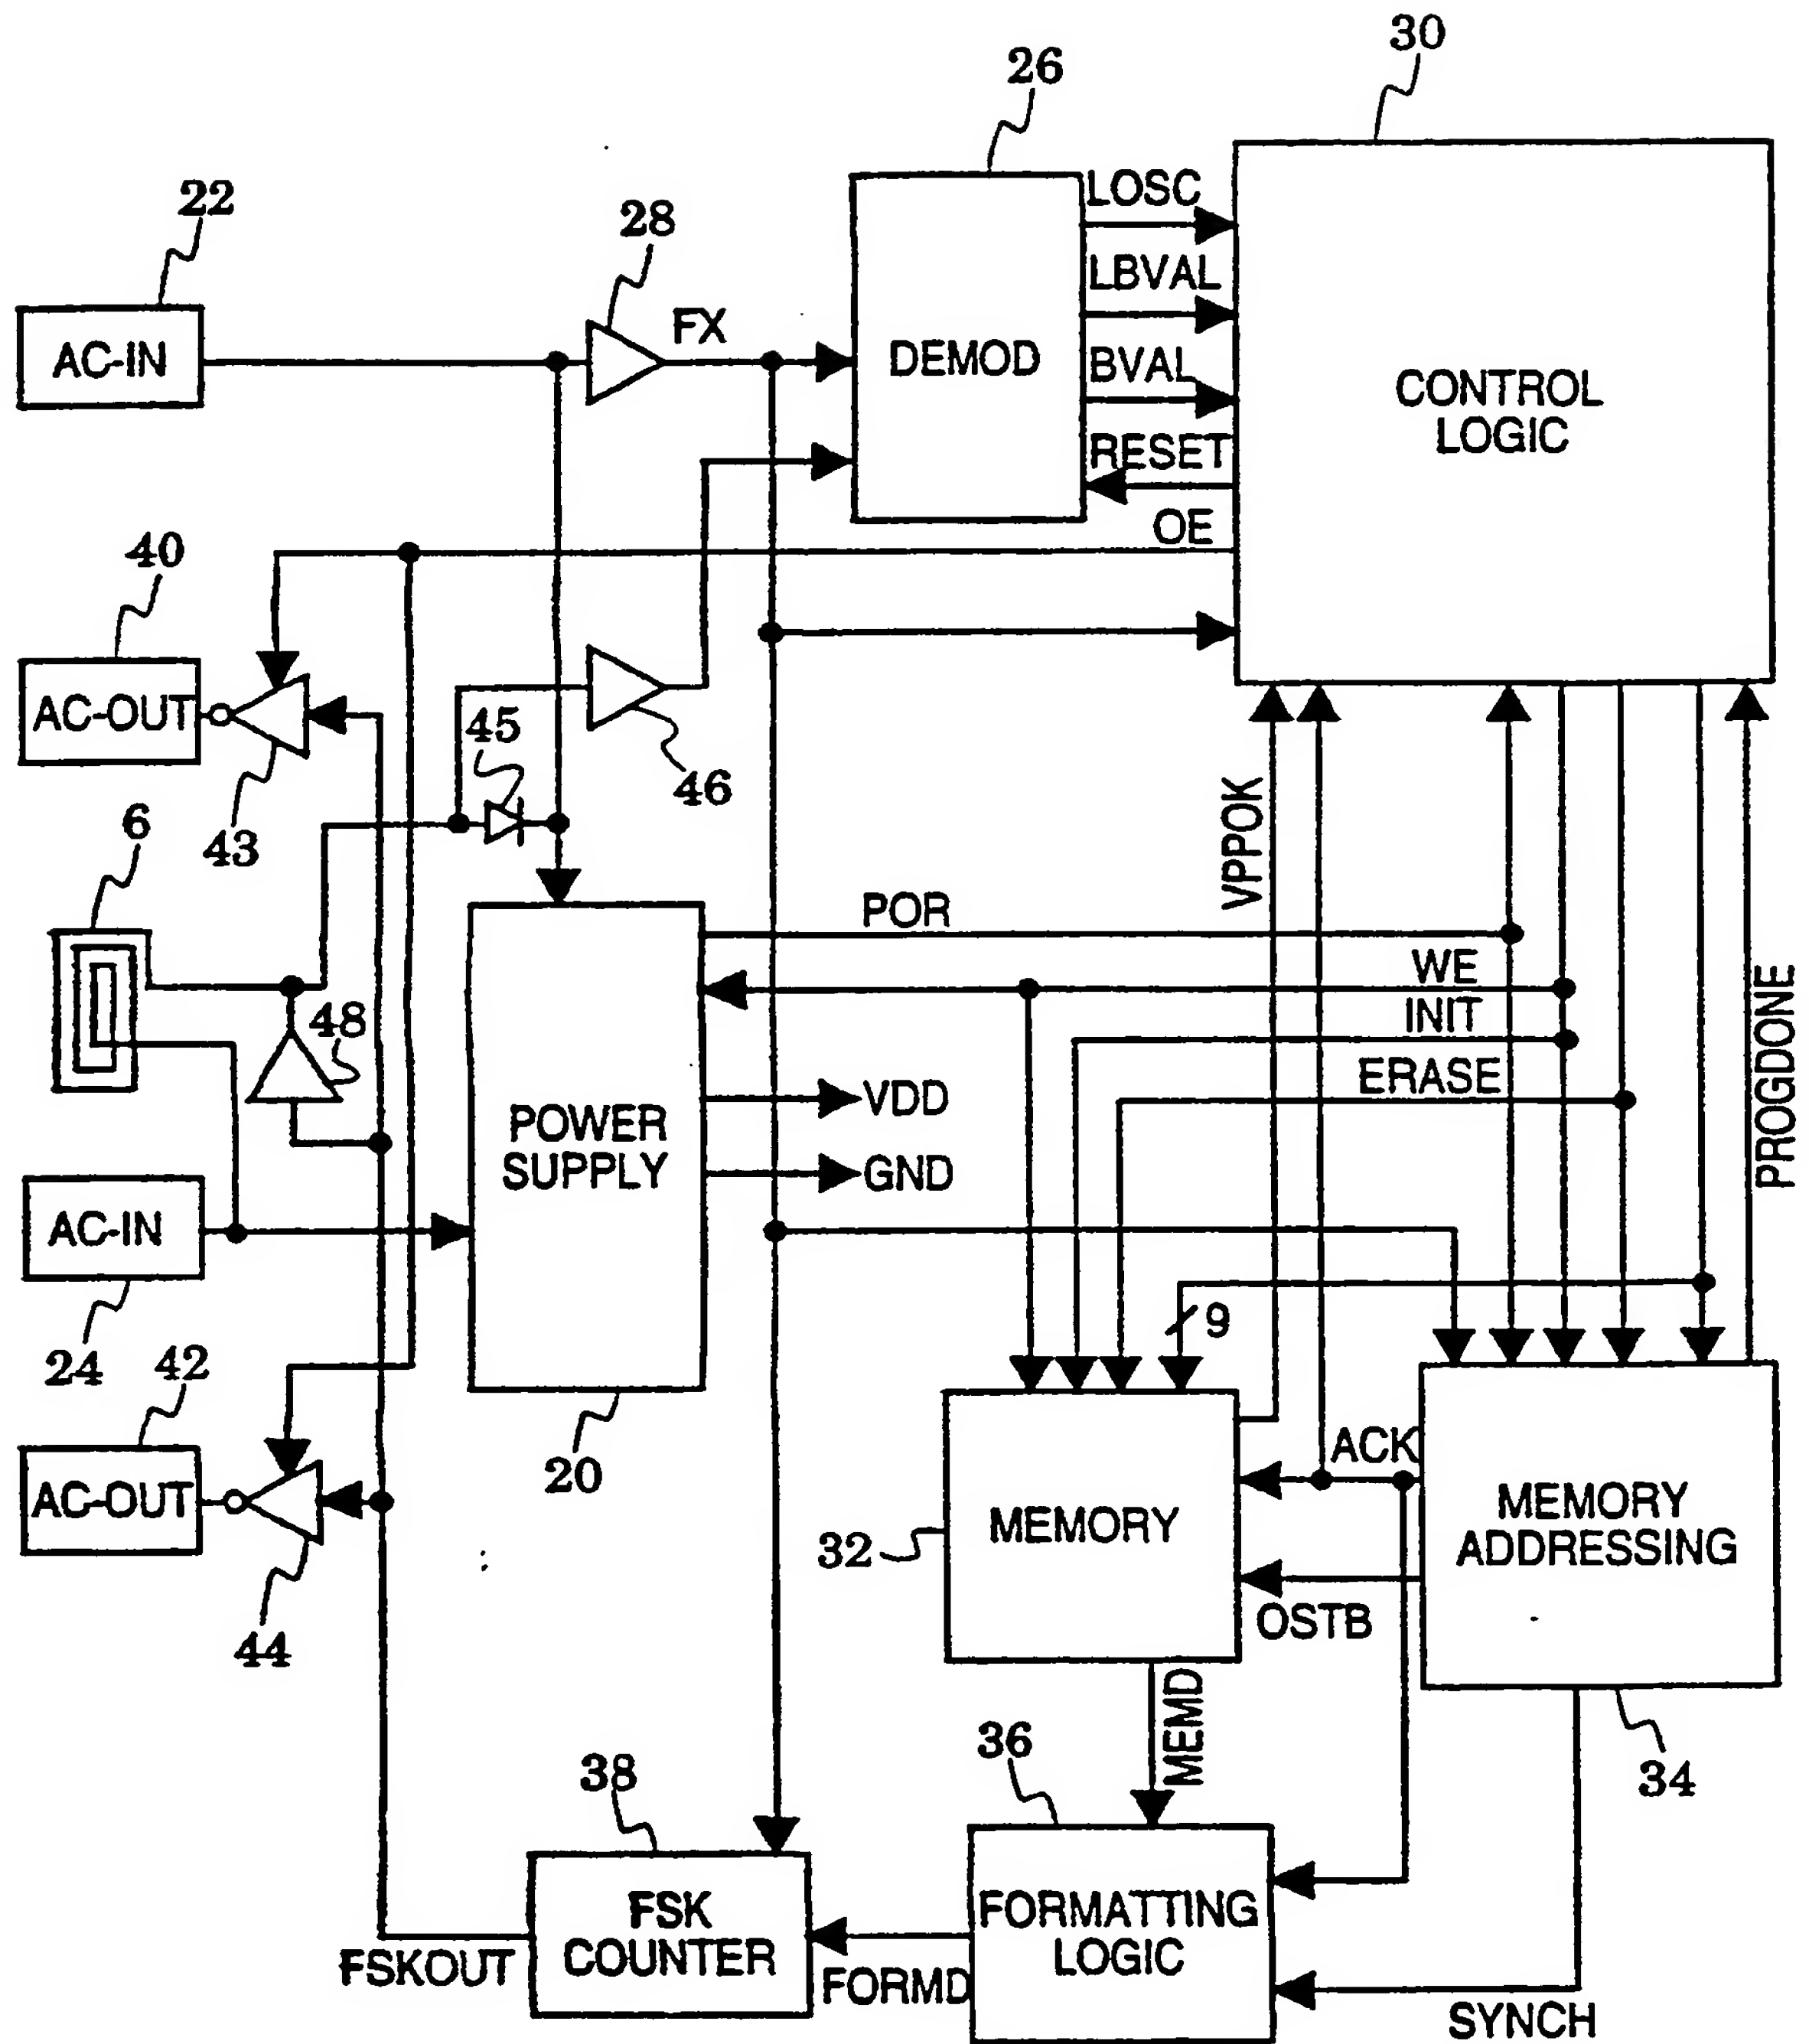 30
26
LOSC
22
28
LBVAL
FX
AC-IN
DEMOD
BVAL
CONTROL
LOGIC
RESET
OE
40
AC-OUT
45
46
43
6
VPPOK
POR
WE
48
INIT
PROGDONE
ERASE
VDD
POWER
SUPPLY
GND
AC-IN
9
24
42
20
ACK
AC-OUT
MEMORY
32
MEMORY
ADDRESSING
OSTB
44
MEMD
36
38
34
FSK
COUNTER
FORMATTING
LOGIC
FSKOUT
FORMD
SYNCH